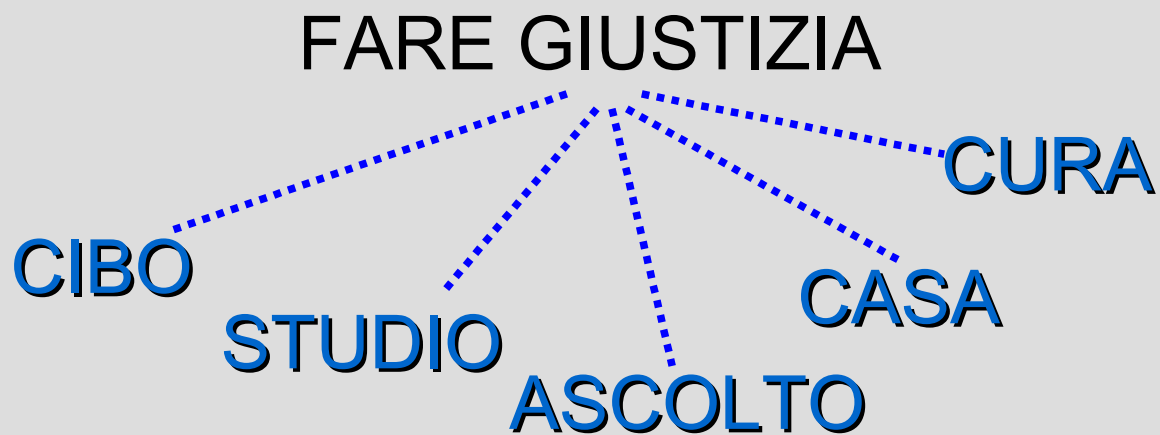 FARE GIUSTIZIA
CURA
CIBO
CASA
STUDIO
ASCOLTO